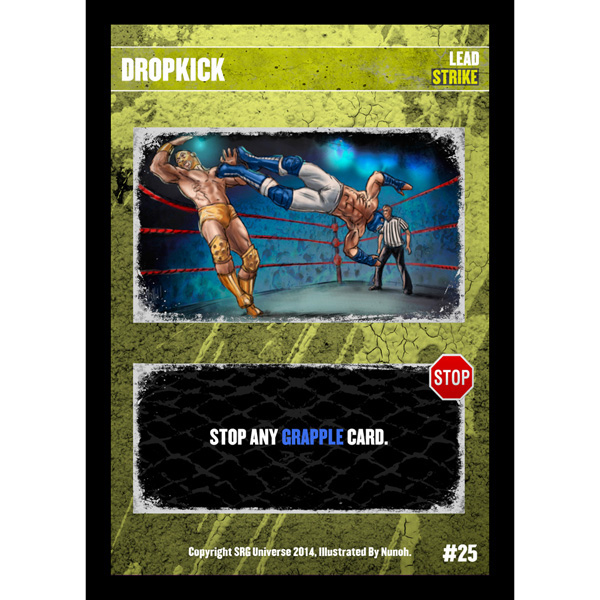 DROPKICK
LEAD
STRIKE
STOP
STOP ANY GRAPPLE CARD.
Copyright SRG Universe 2014, Illustrated By Nunoh.
#25